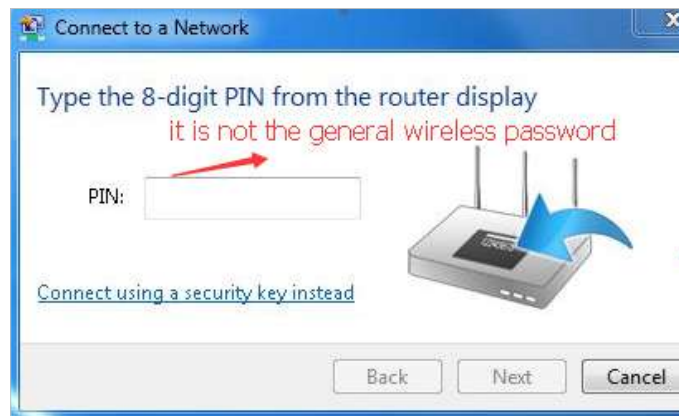 Connect to a Network
Type the 8-digit PIN from the router display
it is not the general wireless password
PIN:
Connect using a security key instead
Back Next Cancel